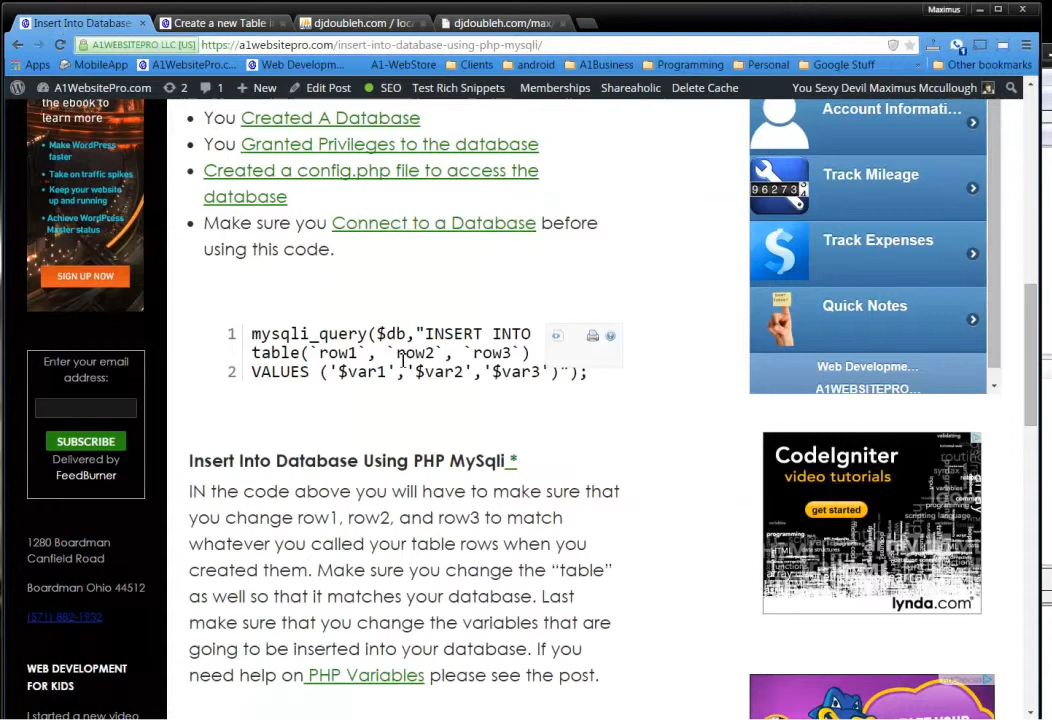 Maximus
Insert Into Database
Create a new Table i
djdoubleh.com / loca
djdoubleh.com/max/
A1WEBSITEPRO LLC [US]
https://a1websitepro.com/insert-into-database-using-php-mysqli/
Apps
MobileApp
A1WebsitePro.c...
Web Developm...
A1-WebStore
Clients
android
A1Business
Programming
Personal
Google Stuff
»
Other bookmarks
A1WebsitePro.com
2
1
+ New
Edit Post
SEO
Test Rich Snippets
Memberships
Shareaholic
Delete Cache
You Sexy Devil Maximus Mccullough
the ebook to
learn more
• Make WordPress
faster
• Take on traffic spikes
• Keep your website
up and running
• Achieve WordPress
Master status
SIGN UP NOW
Enter your email
address:
SUBSCRIBE
Delivered by
FeedBurner
1280 Boardman
Canfield Road
Boardman Ohio 44512
(571) 882-1932
WEB DEVELOPMENT
FOR KIDS
I started a new video
• You Created A Database
• You Granted Privileges to the database
• Created a config.php file to access the
database
• Make sure you Connect to a Database before
using this code.
1 mysqli_query($db,"INSERT INTO
table(`row1`, `row2`, `row3`)
2 VALUES ('$var1','$var2','$var3')");
Insert Into Database Using PHP MySqli *
IN the code above you will have to make sure that
you change row1, row2, and row3 to match
whatever you called your table rows when you
created them. Make sure you change the “table”
as well so that it matches your database. Last
make sure that you change the variables that are
going to be inserted into your database. If you
need help on PHP Variables please see the post.
Account Informati...
Track Mileage
Track Expenses
Quick Notes
Web Developme...
A1WEBSITEPRO...
CodeIgniter
video tutorials
get started
lynda.com